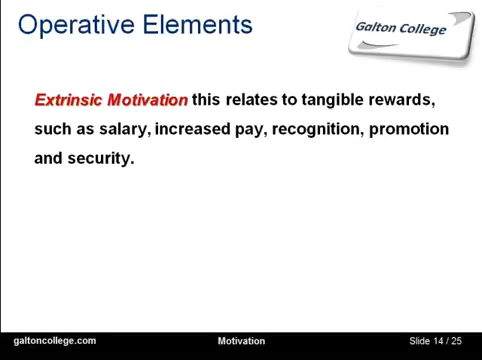 Operative Elements
Galton College
Extrinsic Motivation this relates to tangible rewards,
such as salary, increased pay, recognition, promotion
and security.
galtoncollege.com
Motivation
Slide 14 / 25